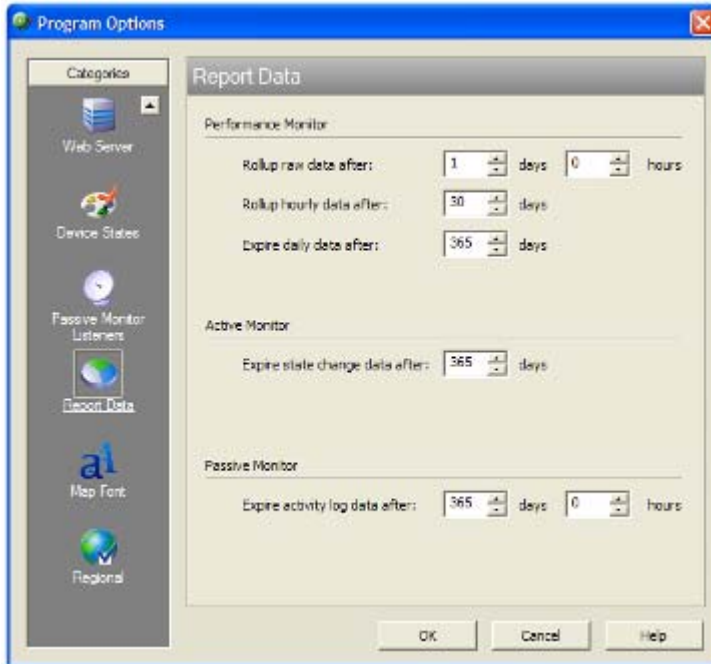 Program Options
Categories
Web Server
Device States
Passive Monitor
Listeners
Report Data
Map Font
Regional
Report Data
Performance Monitor
Rollup raw data after: 1 days 0 hours
Rollup hourly data after: 30 days
Expire daily data after: 365 days
Active Monitor
Expire state change data after: 365 days
Passive Monitor
Expire activity log data after: 365 days 0 hours
OK Cancel Help